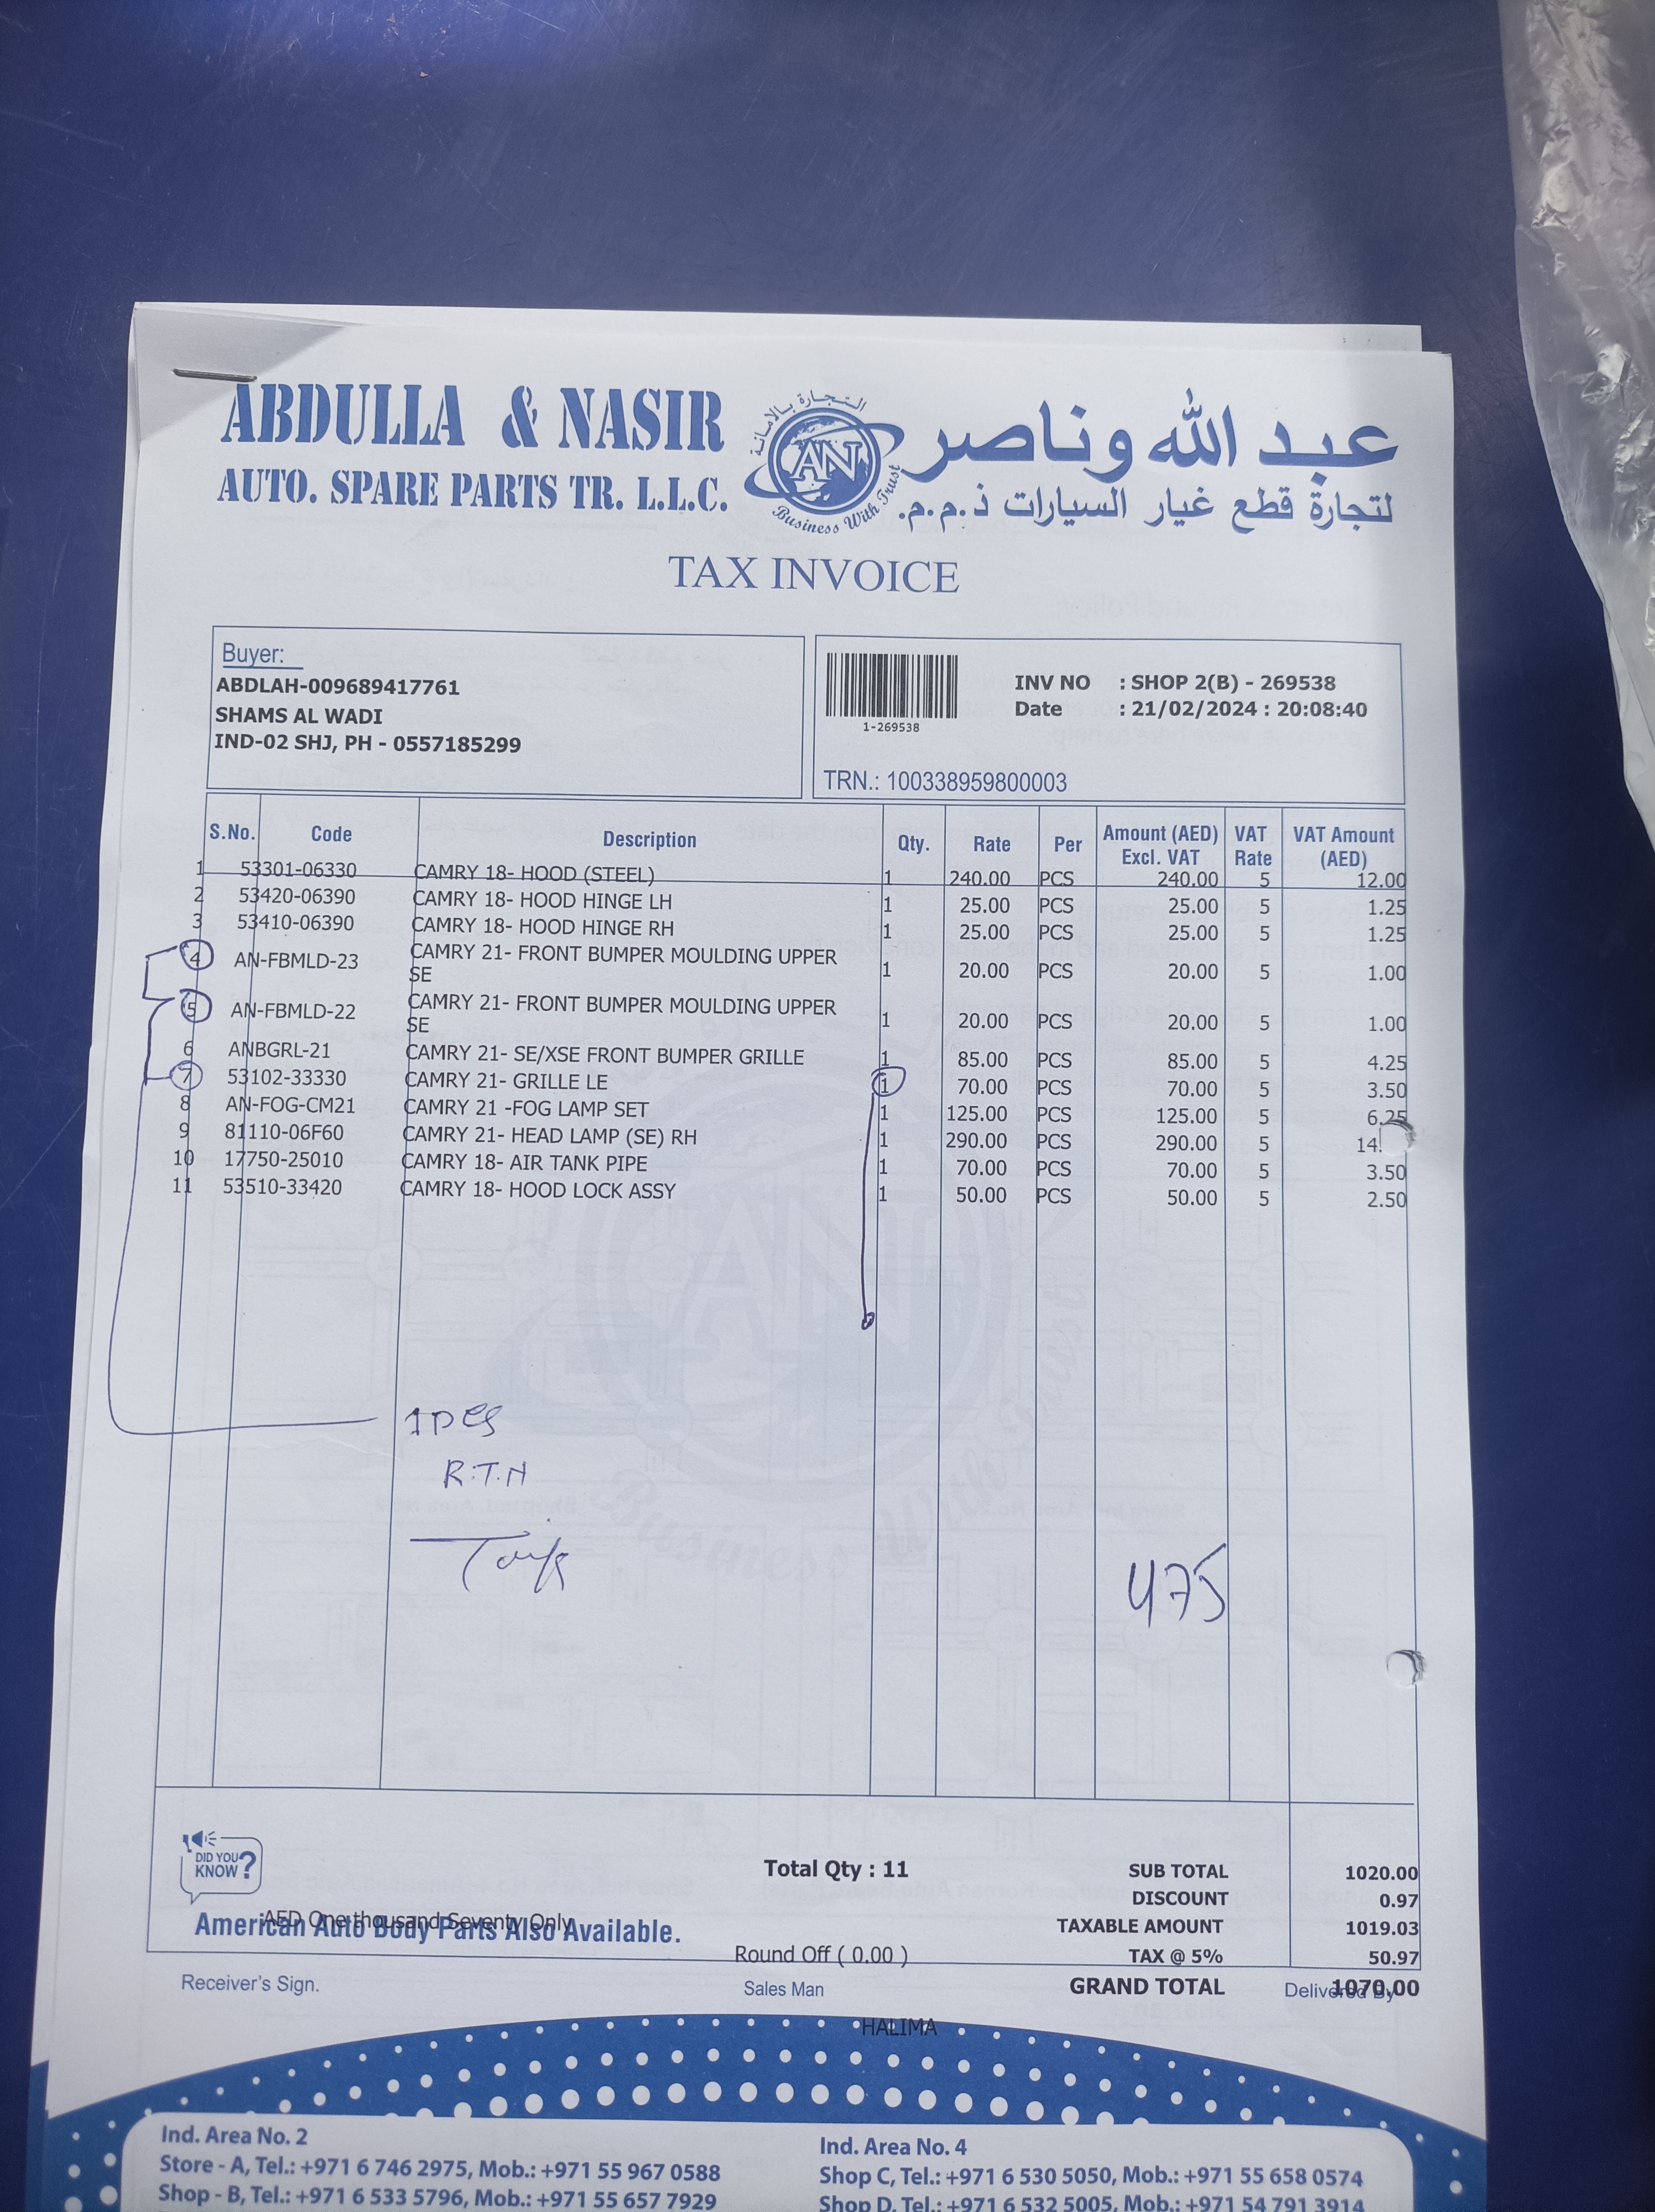 ABDULLA & NASIR
AUTO. SPARE PARTS TR. L.L.C.
التجارة بالامانة
AN
Business With Trust
عبد الله وناصر
لتجارة قطع غيار السيارات ذ.م.م.
TAX INVOICE
Buyer:
ABDLAH-009689417761
SHAMS AL WADI
IND-02 SHJ, PH - 0557185299
1-269538
INV NO : SHOP 2(B) - 269538
Date : 21/02/2024 : 20:08:40
TRN.: 100338959800003
S.No. Code Description Qty. Rate Per Amount (AED) Excl. VAT VAT Rate VAT Amount (AED)
1 53301-06330 CAMRY 18- HOOD (STEEL) 1 240.00 PCS 240.00 5 12.00
2 53420-06390 CAMRY 18- HOOD HINGE LH 1 25.00 PCS 25.00 5 1.25
3 53410-06390 CAMRY 18- HOOD HINGE RH 1 25.00 PCS 25.00 5 1.25
4 AN-FBMLD-23 CAMRY 21- FRONT BUMPER MOULDING UPPER SE 1 20.00 PCS 20.00 5 1.00
5 AN-FBMLD-22 CAMRY 21- FRONT BUMPER MOULDING UPPER SE 1 20.00 PCS 20.00 5 1.00
6 ANBGRL-21 CAMRY 21- SE/XSE FRONT BUMPER GRILLE 1 85.00 PCS 85.00 5 4.25
7 53102-33330 CAMRY 21- GRILLE LE 1 70.00 PCS 70.00 5 3.50
8 AN-FOG-CM21 CAMRY 21 -FOG LAMP SET 1 125.00 PCS 125.00 5 6.25
9 81110-06F60 CAMRY 21- HEAD LAMP (SE) RH 1 290.00 PCS 290.00 5 14.
10 17750-25010 CAMRY 18- AIR TANK PIPE 1 70.00 PCS 70.00 5 3.50
11 53510-33420 CAMRY 18- HOOD LOCK ASSY 1 50.00 PCS 50.00 5 2.50
R.T.N
475
DID YOU KNOW?
American Auto Body Parts Also Available.
AED One thousand Seventy Only
Total Qty : 11
Round Off ( 0.00 )
SUB TOTAL 1020.00
DISCOUNT 0.97
TAXABLE AMOUNT 1019.03
TAX @ 5% 50.97
GRAND TOTAL 1070.00
Receiver's Sign. Sales Man Delivered By
HALIMA
Ind. Area No. 2
Store - A, Tel.: +971 6 746 2975, Mob.: +971 55 967 0588
Shop - B, Tel.: +971 6 533 5796, Mob.: +971 55 657 7929
Ind. Area No. 4
Shop C, Tel.: +971 6 530 5050, Mob.: +971 55 658 0574
Shop D, Tel.: +971 6 532 5005, Mob.: +971 54 791 3914